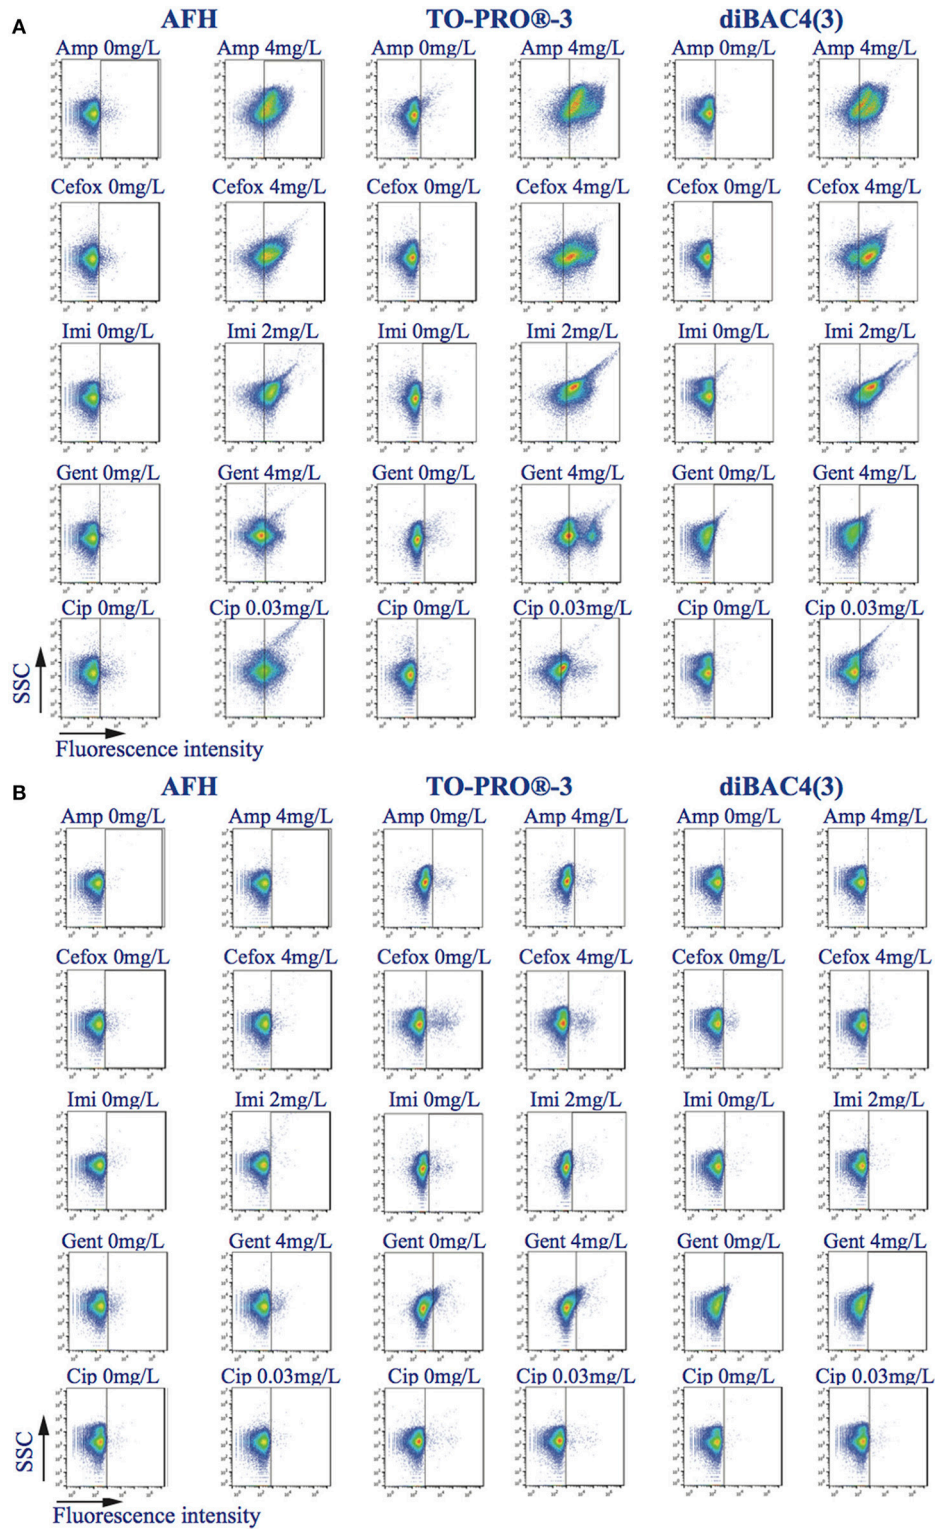 A
AFH TO-PRO®-3 diBAC4(3)
Amp 0mg/L Amp 4mg/L Amp 0mg/L Amp 4mg/L Amp 0mg/L Amp 4mg/L
Cefox 0mg/L Cefox 4mg/L Cefox 0mg/L Cefox 4mg/L Cefox 0mg/L Cefox 4mg/L
Imi 0mg/L Imi 2mg/L Imi 0mg/L Imi 2mg/L Imi 0mg/L Imi 2mg/L
Gent 0mg/L Gent 4mg/L Gent 0mg/L Gent 4mg/L Gent 0mg/L Gent 4mg/L
Cip 0mg/L Cip 0.03mg/L Cip 0mg/L Cip 0.03mg/L Cip 0mg/L Cip 0.03mg/L
SSC
Fluorescence intensity
B
AFH TO-PRO®-3 diBAC4(3)
Amp 0mg/L Amp 4mg/L Amp 0mg/L Amp 4mg/L Amp 0mg/L Amp 4mg/L
Cefox 0mg/L Cefox 4mg/L Cefox 0mg/L Cefox 4mg/L Cefox 0mg/L Cefox 4mg/L
Imi 0mg/L Imi 2mg/L Imi 0mg/L Imi 2mg/L Imi 0mg/L Imi 2mg/L
Gent 0mg/L Gent 4mg/L Gent 0mg/L Gent 4mg/L Gent 0mg/L Gent 4mg/L
Cip 0mg/L Cip 0.03mg/L Cip 0mg/L Cip 0.03mg/L Cip 0mg/L Cip 0.03mg/L
SSC
Fluorescence intensity